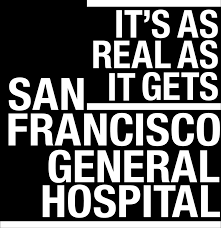 IT'S AS
REAL AS
IT GETS
SAN
FRANCISCO
GENERAL
HOSPITAL